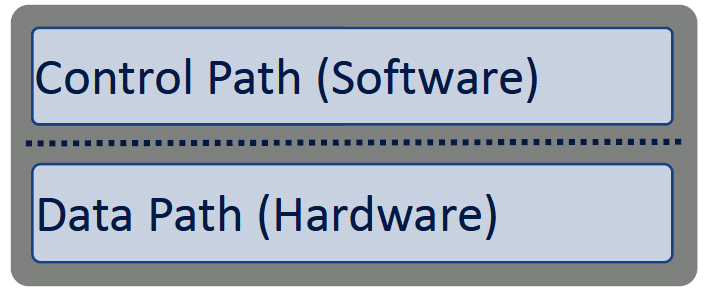 Control Path (Software)
Data Path (Hardware)